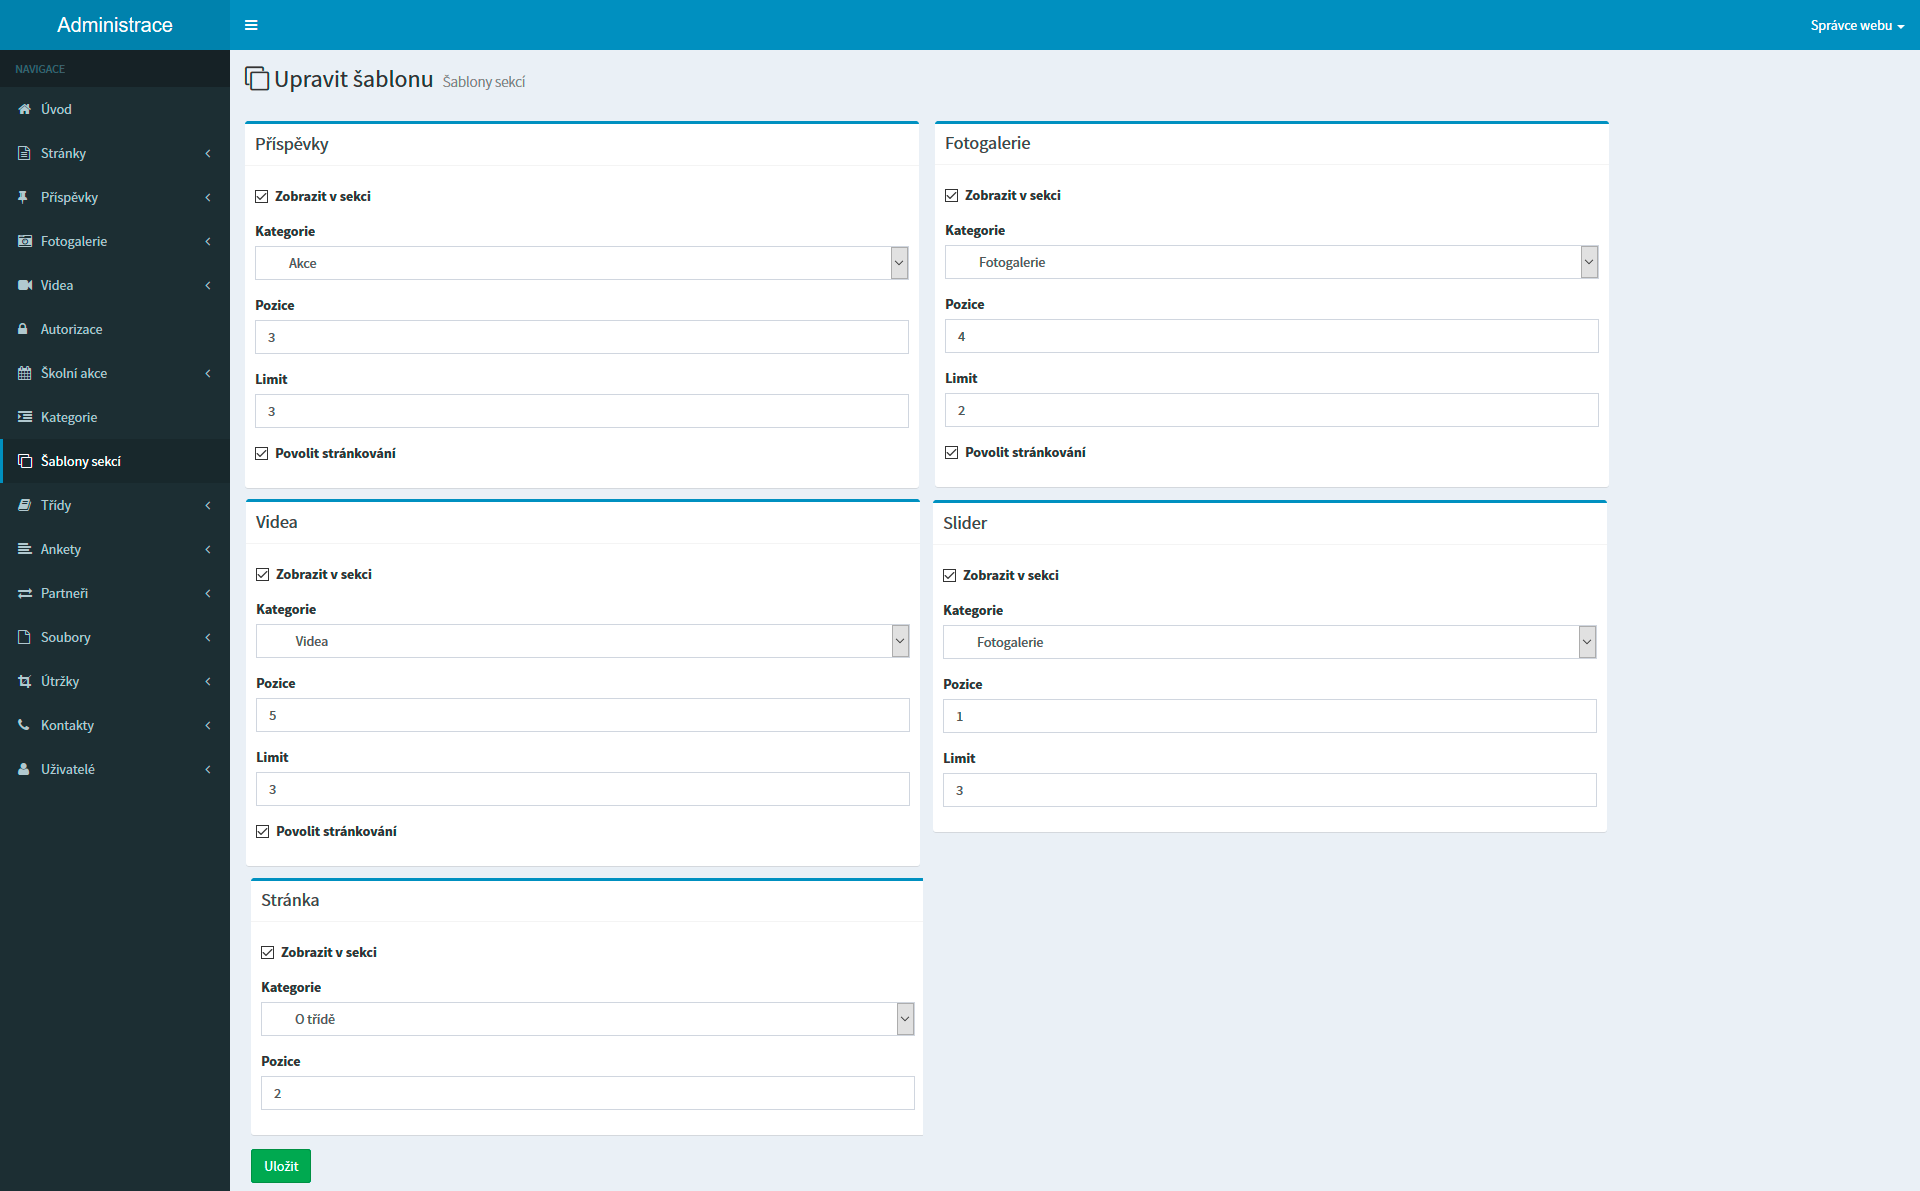 Administrace
Správce webu
NAVIGACE
Úvod
Stránky
Příspěvky
Fotogalerie
Videa
Autorizace
Školní akce
Kategorie
Šablony sekcí
Třídy
Ankety
Partneři
Soubory
Útržky
Kontakty
Uživatelé
Upravit šablonu Šablony sekcí
Příspěvky
Zobrazit v sekci
Kategorie
Akce
Pozice
3
Limit
3
Povolit stránkování
Fotogalerie
Zobrazit v sekci
Kategorie
Fotogalerie
Pozice
4
Limit
2
Povolit stránkování
Videa
Zobrazit v sekci
Kategorie
Videa
Pozice
5
Limit
3
Povolit stránkování
Slider
Zobrazit v sekci
Kategorie
Fotogalerie
Pozice
1
Limit
3
Stránka
Zobrazit v sekci
Kategorie
O třídě
Pozice
2
Uložit